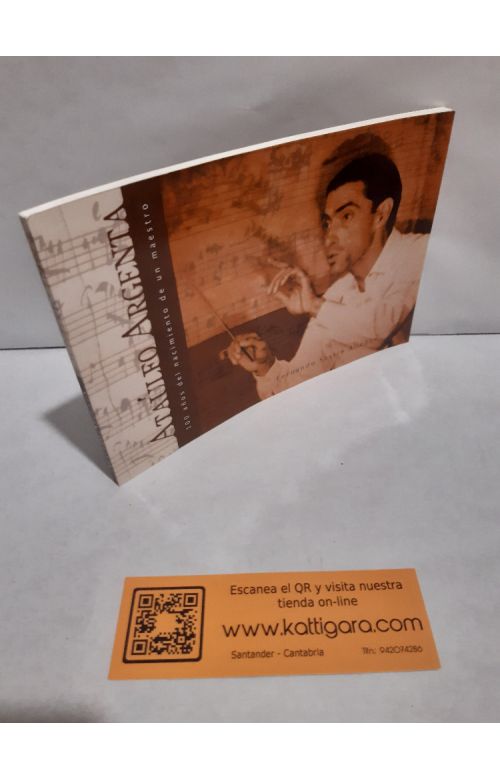 ATAÚLFO ARGENTA
100 años del nacimiento de un maestro
Fernando
Escanea el QR y visita nuestra
tienda on-line
www.kattigara.com
Santander - Cantabria
Tlfn: 942074286